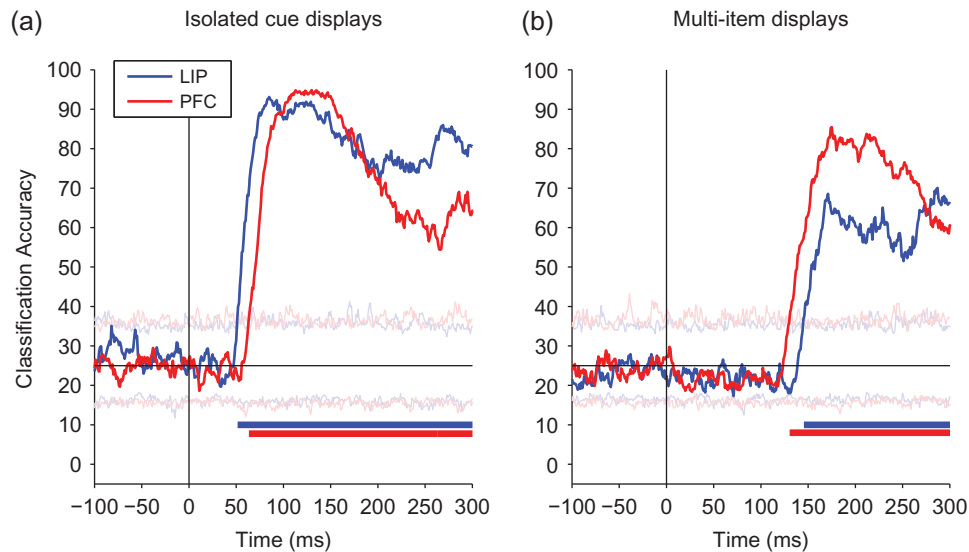 (a) Isolated cue displays
(b) Multi-item displays
LIP
PFC
Classification Accuracy
100
90
80
70
60
50
40
30
20
10
0
−100 −50 0 50 100 150 200 250 300
Time (ms)
100
90
80
70
60
50
40
30
20
10
0
−100 −50 0 50 100 150 200 250 300
Time (ms)